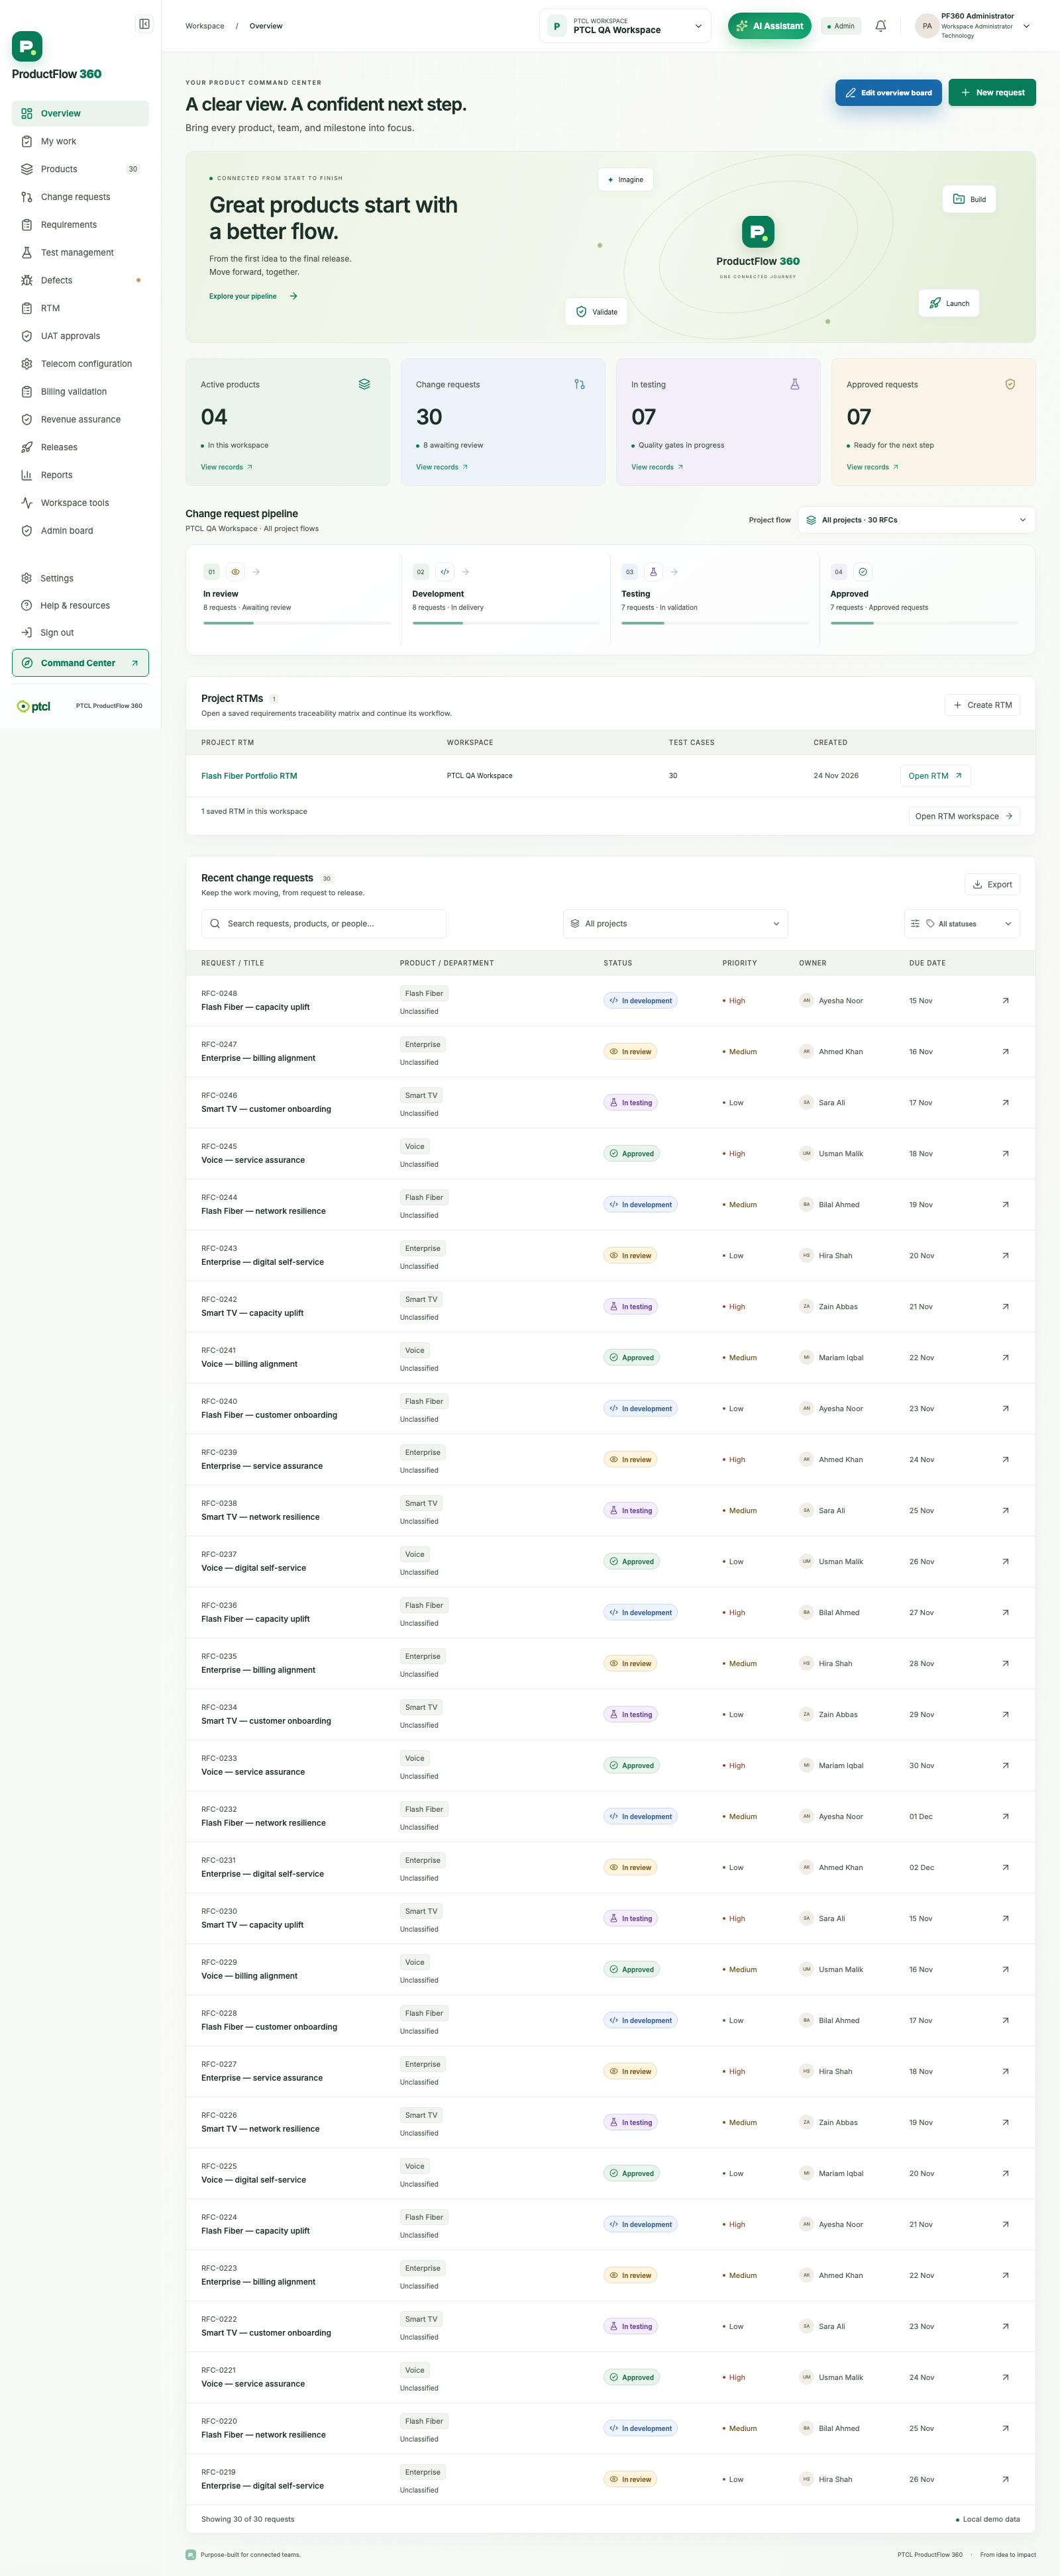 ProductFlow 360
Overview
My work
Products 30
Change requests
Requirements
Test management
Defects
RTM
UAT approvals
Telecom configuration
Billing validation
Revenue assurance
Releases
Reports
Workspace tools
Admin board
Settings
Help & resources
Sign out
Command Center
ptcl PTCL ProductFlow 360
Workspace / Overview
P
PTCL WORKSPACE
PTCL QA Workspace
AI Assistant
Admin
PA
PF360 Administrator
Workspace Administrator
Technology
YOUR PRODUCT COMMAND CENTER
A clear view. A confident next step.
Bring every product, team, and milestone into focus.
Edit overview board
New request
CONNECTED FROM START TO FINISH
Great products start with
a better flow.
From the first idea to the final release.
Move forward, together.
Explore your pipeline
Imagine
Build
ProductFlow 360
ONE CONNECTED JOURNEY
Validate
Launch
Active products
04
In this workspace
View records
Change requests
30
8 awaiting review
View records
In testing
07
Quality gates in progress
View records
Approved requests
07
Ready for the next step
View records
Change request pipeline
PTCL QA Workspace · All project flows
Project flow
All projects · 30 RFCs
01
In review
8 requests · Awaiting review
02
Development
8 requests · In delivery
03
Testing
7 requests · In validation
04
Approved
7 requests · Approved requests
Project RTMs 1
Open a saved requirements traceability matrix and continue its workflow.
Create RTM
PROJECT RTM WORKSPACE TEST CASES CREATED
Flash Fiber Portfolio RTM PTCL QA Workspace 30 24 Nov 2026 Open RTM
1 saved RTM in this workspace
Open RTM workspace
Recent change requests 30
Keep the work moving, from request to release.
Export
Search requests, products, or people...
All projects
All statuses
REQUEST / TITLE PRODUCT / DEPARTMENT STATUS PRIORITY OWNER DUE DATE
RFC-0248 Flash Fiber
Flash Fiber — capacity uplift Unclassified In development High AN Ayesha Noor 15 Nov
RFC-0247 Enterprise
Enterprise — billing alignment Unclassified In review Medium AK Ahmed Khan 16 Nov
RFC-0246 Smart TV
Smart TV — customer onboarding Unclassified In testing Low SA Sara Ali 17 Nov
RFC-0245 Voice
Voice — service assurance Unclassified Approved High UM Usman Malik 18 Nov
RFC-0244 Flash Fiber
Flash Fiber — network resilience Unclassified In development Medium BA Bilal Ahmed 19 Nov
RFC-0243 Enterprise
Enterprise — digital self-service Unclassified In review Low HS Hira Shah 20 Nov
RFC-0242 Smart TV
Smart TV — capacity uplift Unclassified In testing High ZA Zain Abbas 21 Nov
RFC-0241 Voice
Voice — billing alignment Unclassified Approved Medium MI Mariam Iqbal 22 Nov
RFC-0240 Flash Fiber
Flash Fiber — customer onboarding Unclassified In development Low AN Ayesha Noor 23 Nov
RFC-0239 Enterprise
Enterprise — service assurance Unclassified In review High AK Ahmed Khan 24 Nov
RFC-0238 Smart TV
Smart TV — network resilience Unclassified In testing Medium SA Sara Ali 25 Nov
RFC-0237 Voice
Voice — digital self-service Unclassified Approved Low UM Usman Malik 26 Nov
RFC-0236 Flash Fiber
Flash Fiber — capacity uplift Unclassified In development High BA Bilal Ahmed 27 Nov
RFC-0235 Enterprise
Enterprise — billing alignment Unclassified In review Medium HS Hira Shah 28 Nov
RFC-0234 Smart TV
Smart TV — customer onboarding Unclassified In testing Low ZA Zain Abbas 29 Nov
RFC-0233 Voice
Voice — service assurance Unclassified Approved High MI Mariam Iqbal 30 Nov
RFC-0232 Flash Fiber
Flash Fiber — network resilience Unclassified In development Medium AN Ayesha Noor 01 Dec
RFC-0231 Enterprise
Enterprise — digital self-service Unclassified In review Low AK Ahmed Khan 02 Dec
RFC-0230 Smart TV
Smart TV — capacity uplift Unclassified In testing High SA Sara Ali 15 Nov
RFC-0229 Voice
Voice — billing alignment Unclassified Approved Medium UM Usman Malik 16 Nov
RFC-0228 Flash Fiber
Flash Fiber — customer onboarding Unclassified In development Low BA Bilal Ahmed 17 Nov
RFC-0227 Enterprise
Enterprise — service assurance Unclassified In review High HS Hira Shah 18 Nov
RFC-0226 Smart TV
Smart TV — network resilience Unclassified In testing Medium ZA Zain Abbas 19 Nov
RFC-0225 Voice
Voice — digital self-service Unclassified Approved Low MI Mariam Iqbal 20 Nov
RFC-0224 Flash Fiber
Flash Fiber — capacity uplift Unclassified In development High AN Ayesha Noor 21 Nov
RFC-0223 Enterprise
Enterprise — billing alignment Unclassified In review Medium AK Ahmed Khan 22 Nov
RFC-0222 Smart TV
Smart TV — customer onboarding Unclassified In testing Low SA Sara Ali 23 Nov
RFC-0221 Voice
Voice — service assurance Unclassified Approved High UM Usman Malik 24 Nov
RFC-0220 Flash Fiber
Flash Fiber — network resilience Unclassified In development Medium BA Bilal Ahmed 25 Nov
RFC-0219 Enterprise
Enterprise — digital self-service Unclassified In review Low HS Hira Shah 26 Nov
Showing 30 of 30 requests Local demo data
Purpose-built for connected teams. PTCL ProductFlow 360 · From idea to impact